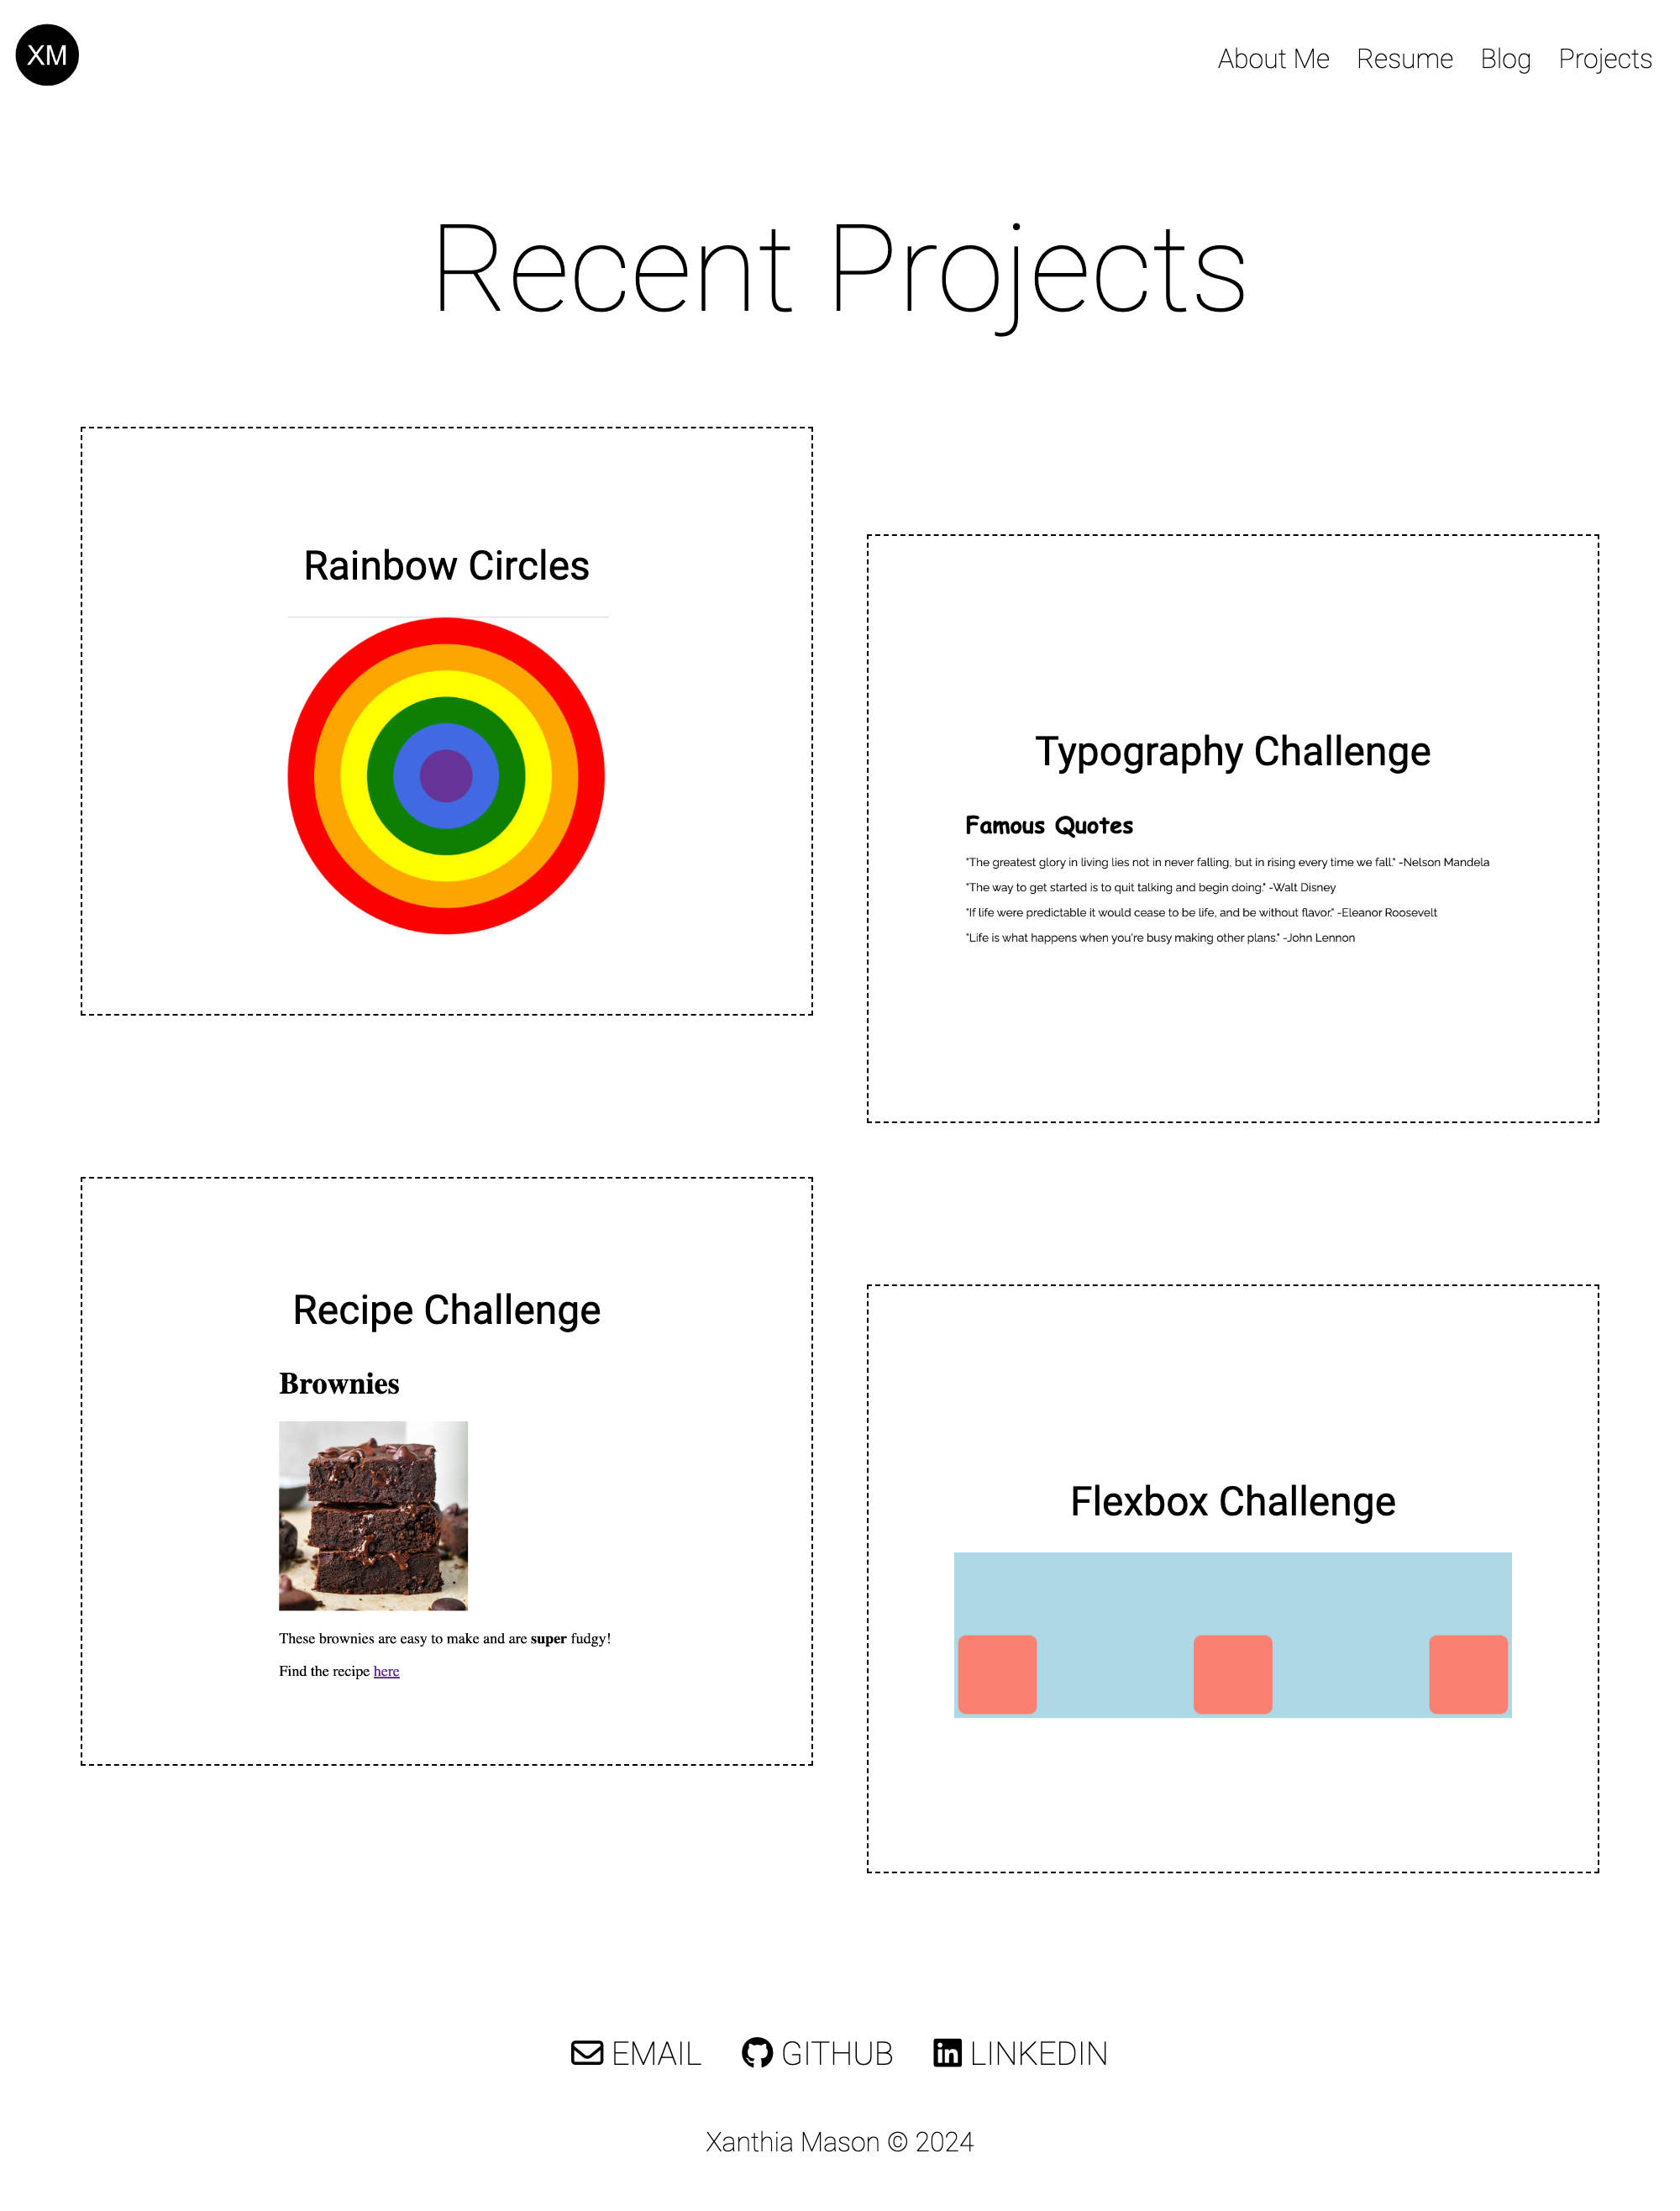 XM
About Me Resume Blog Projects
Recent Projects
Rainbow Circles
Typography Challenge
Famous Quotes
"The greatest glory in living lies not in never falling, but in rising every time we fall." -Nelson Mandela
"The way to get started is to quit talking and begin doing." -Walt Disney
"If life were predictable it would cease to be life, and be without flavor." -Eleanor Roosevelt
"Life is what happens when you're busy making other plans." -John Lennon
Recipe Challenge
Brownies
These brownies are easy to make and are super fudgy!
Find the recipe here
Flexbox Challenge
EMAIL GITHUB in LINKEDIN
Xanthia Mason © 2024